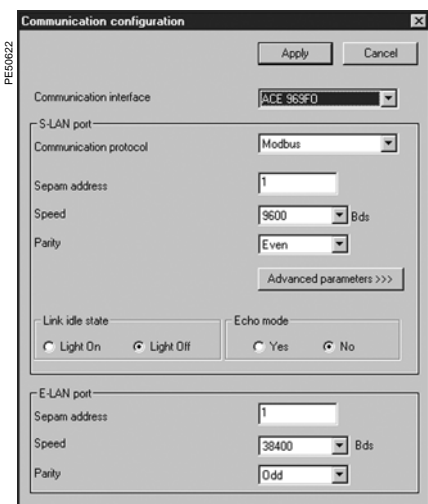 Communication configuration
PE50622
Apply Cancel
Communication interface ACE 969FO
S-LAN port
Communication protocol Modbus
Sepam address 1
Speed 9600 Bds
Parity Even
Advanced parameters >>>
Link idle state Echo mode
Light On Light Off Yes No
E-LAN port
Sepam address 1
Speed 38400 Bds
Parity Odd